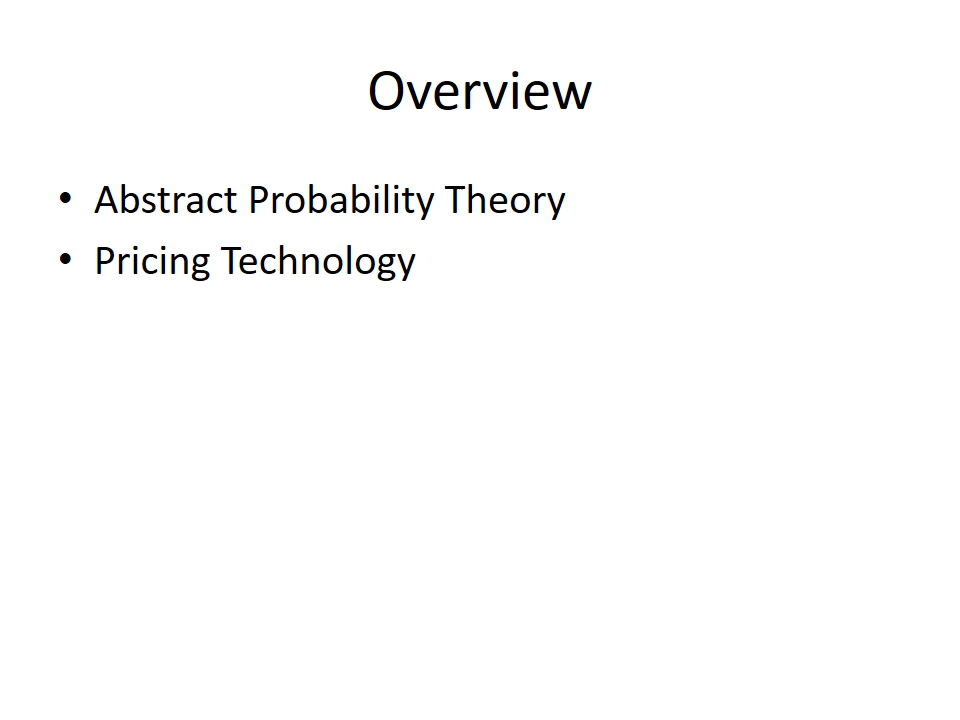 Overview
• Abstract Probability Theory
• Pricing Technology